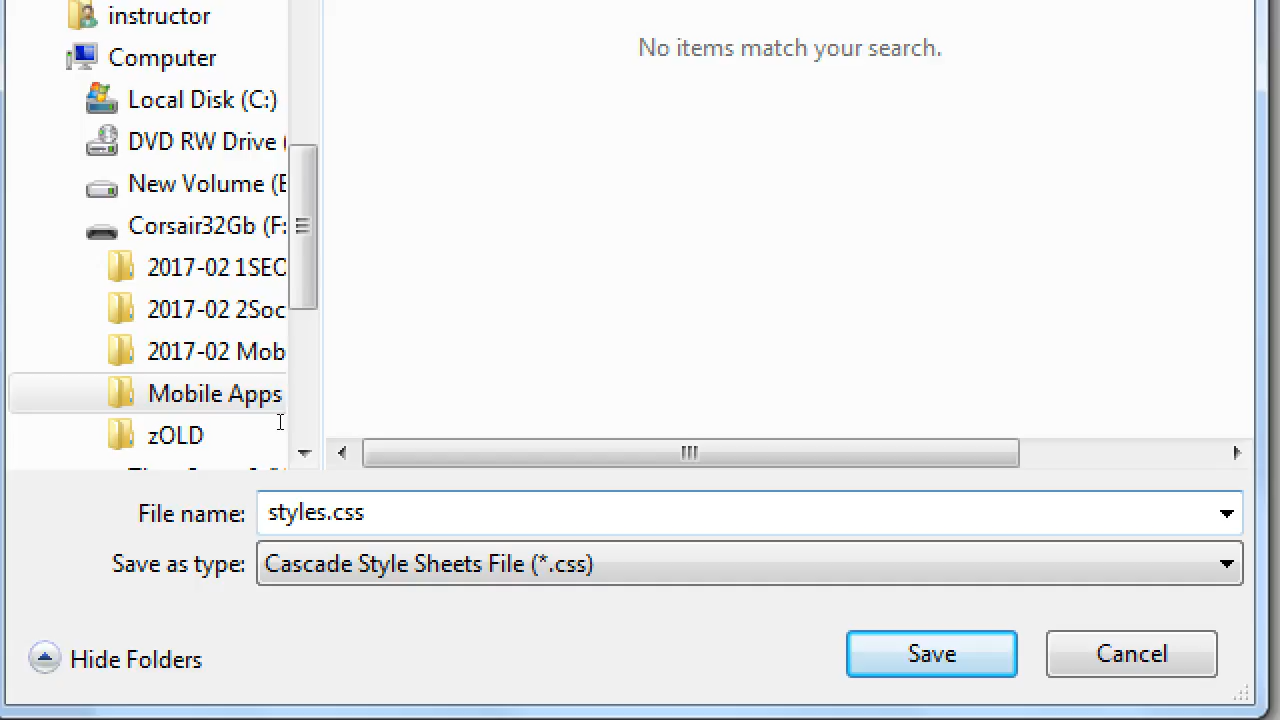 instructor
Computer
Local Disk (C:)
DVD RW Drive (
New Volume (E
Corsair32Gb (F:
2017-02 1SEO
2017-02 2Soc
2017-02 Mob
Mobile Apps
zOLD
No items match your search.
File name: styles.css
Save as type: Cascade Style Sheets File (*.css)
Hide Folders
Save
Cancel